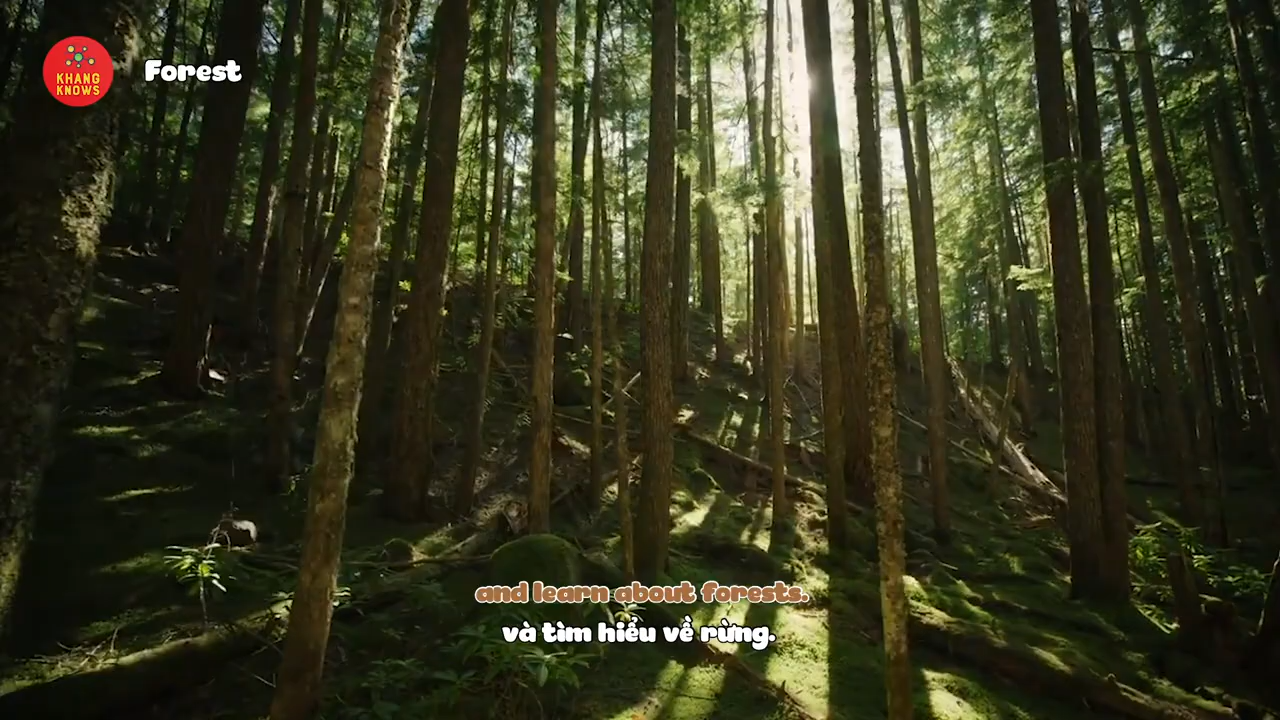 KHANG
KNOWS
Forest
and learn about forests.
và tìm hiểu về rừng.